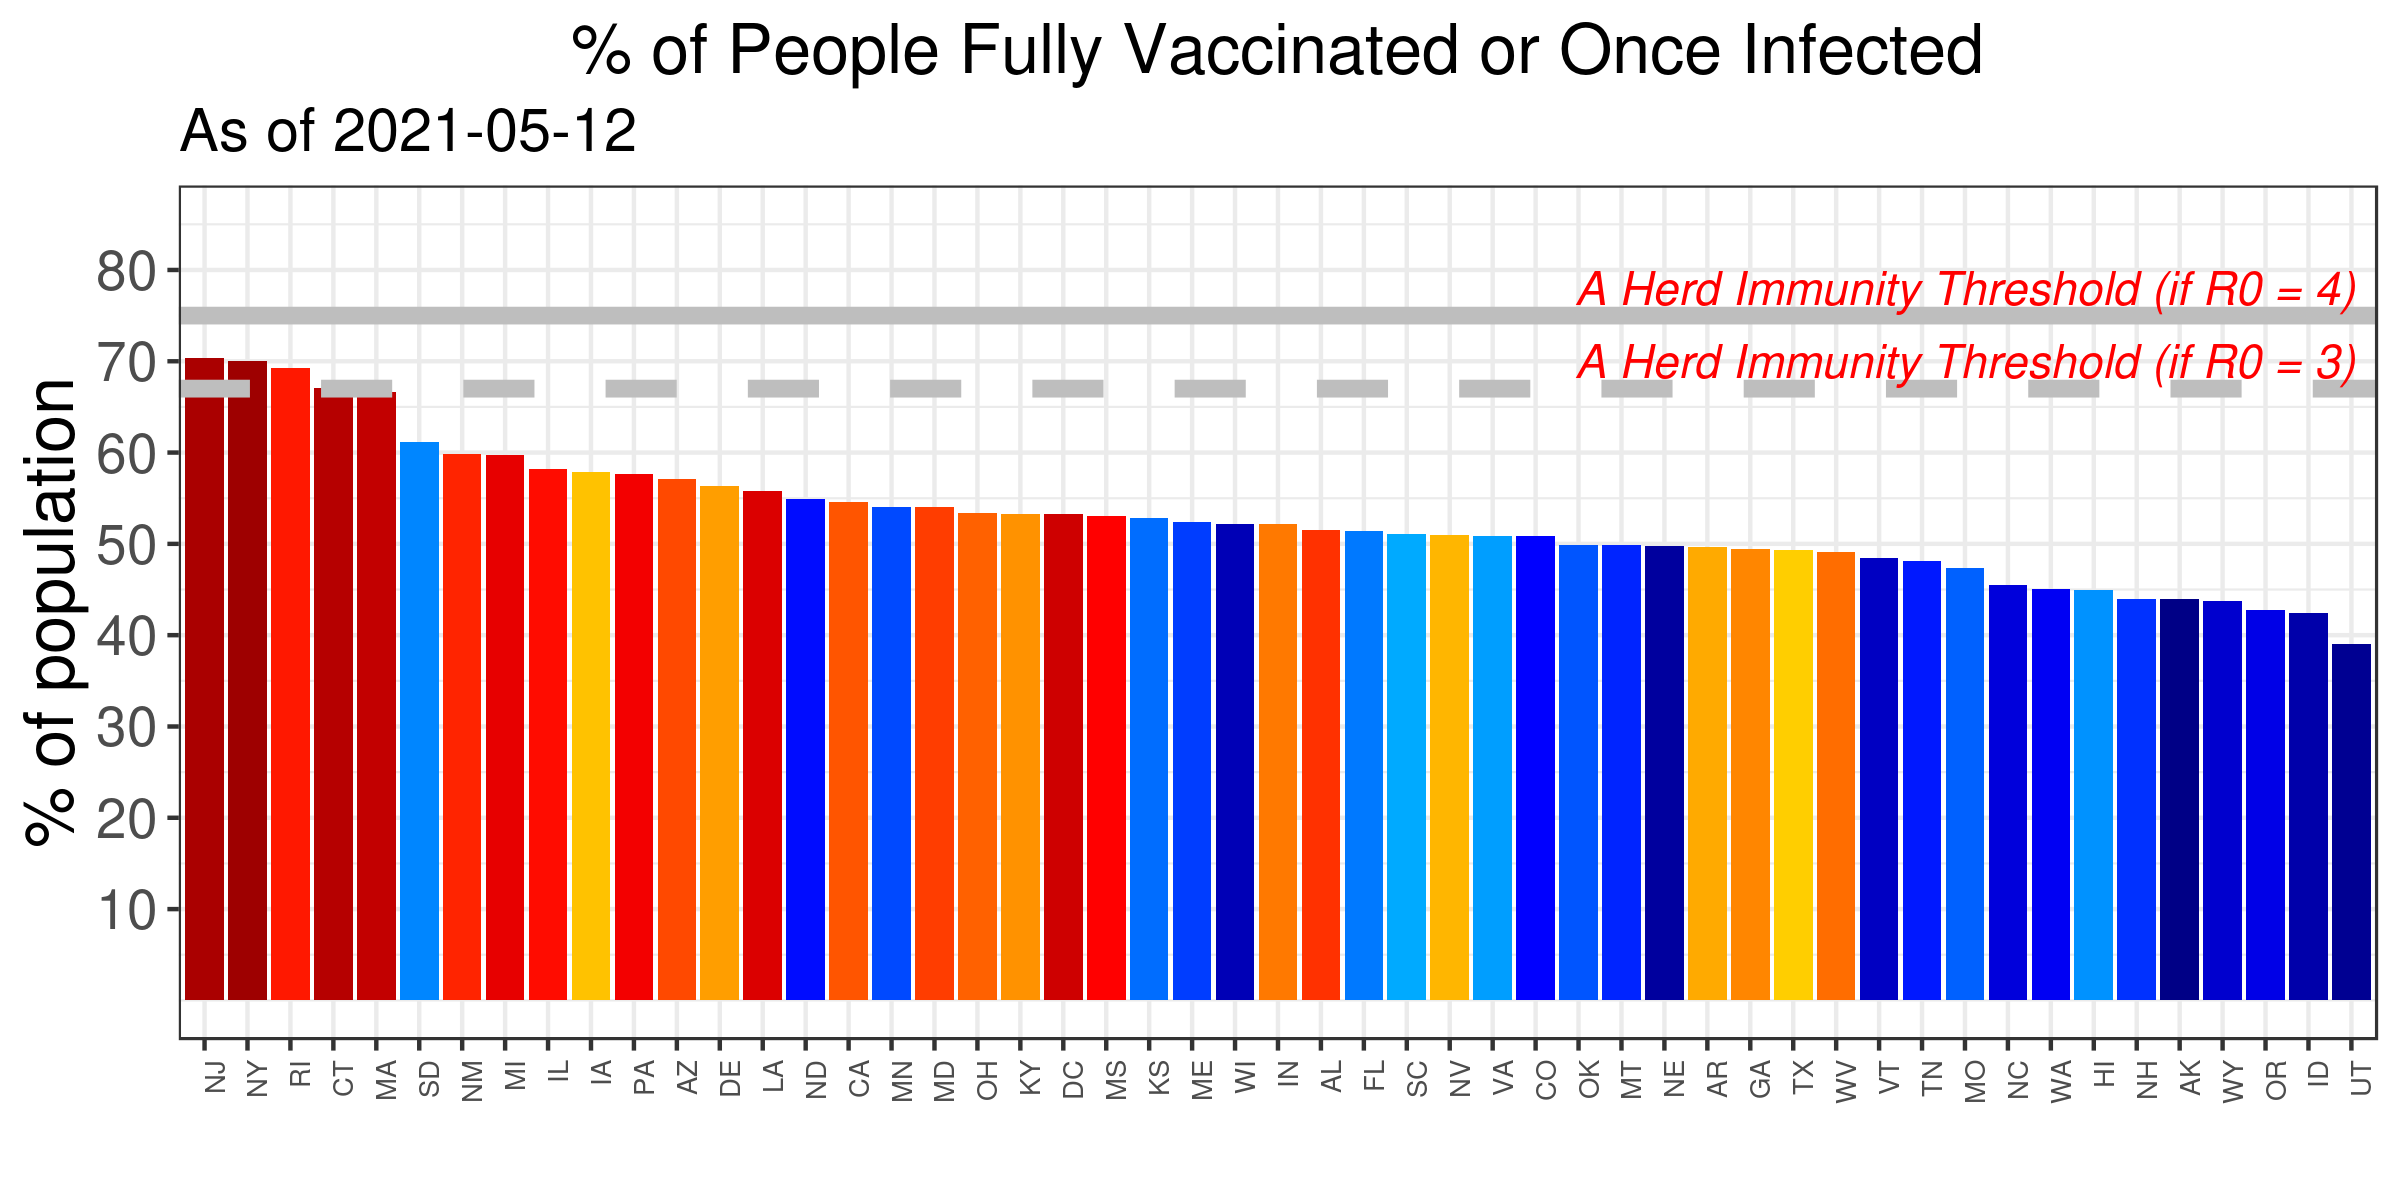 % of People Fully Vaccinated or Once Infected
As of 2021-05-12
% of population
80
70
60
50
40
30
20
10
A Herd Immunity Threshold (if R0 = 4)
A Herd Immunity Threshold (if R0 = 3)
NJ NY RI CT MA SD NM MI IL IA PA AZ DE LA ND CA MN MD OH KY DC MS KS ME WI IN AL FL SC NV VA CO OK MT NE AR GA TX WV VT TN MO NC WA HI NH AK WY OR ID UT